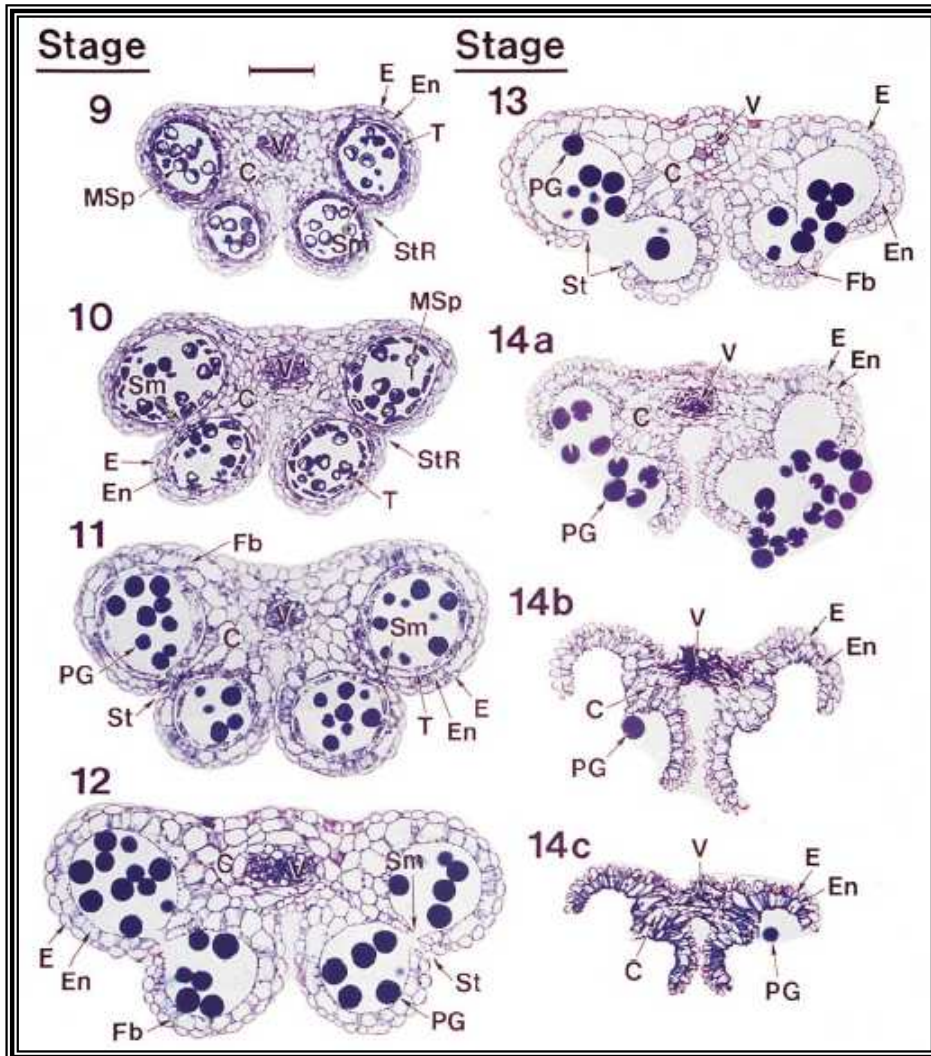 Stage
9
E
En
T
V
C
MSp
Sm
StR
10
MSp
Sm
V
C
StR
E
En
T
11
Fb
V
Sm
C
PG
St
T
En
E
12
C
V
Sm
E
En
St
Fb
PG
Stage
13
V
E
PG
C
En
St
Fb
14a
V
E
En
C
PG
14b
V
E
En
C
PG
14c
V
E
En
C
PG